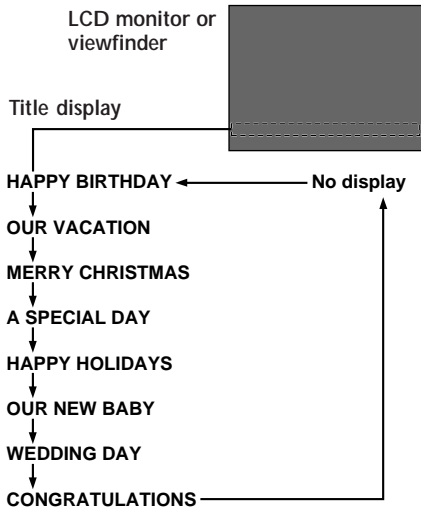 LCD monitor or
viewfinder
Title display
HAPPY BIRTHDAY
No display
OUR VACATION
MERRY CHRISTMAS
A SPECIAL DAY
HAPPY HOLIDAYS
OUR NEW BABY
WEDDING DAY
CONGRATULATIONS